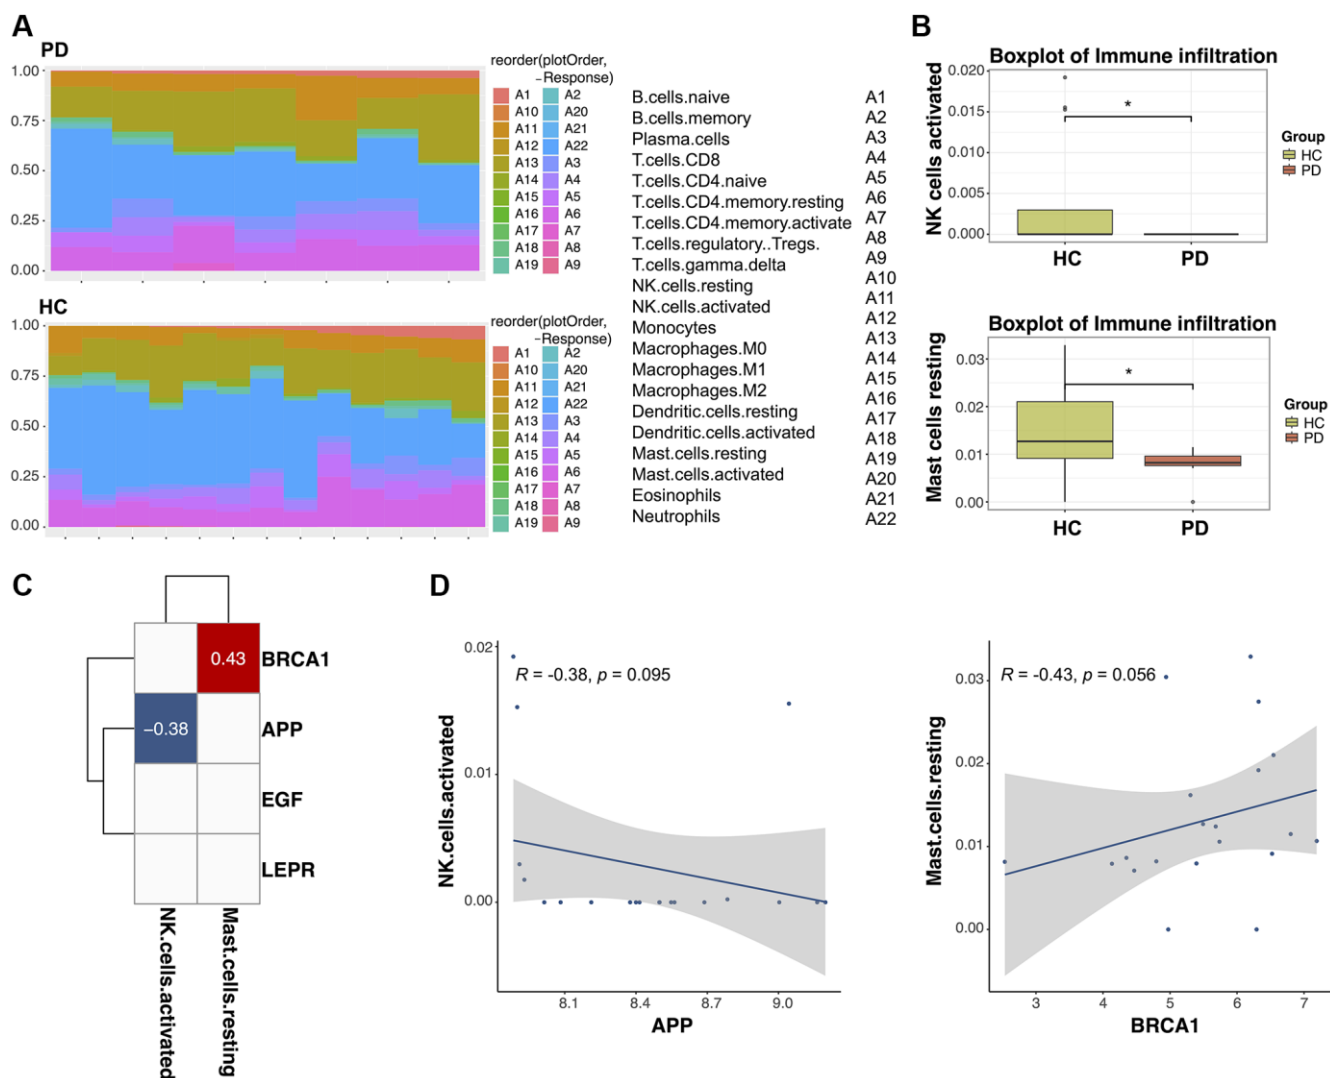 A
PD
1.00
0.75
0.50
0.25
0.00
reorder(plotOrder,
-Response)
A1 A2
A10 A20
A11 A21
A12 A22
A13 A3
A14 A4
A15 A5
A16 A6
A17 A7
A18 A8
A19 A9
HC
1.00
0.75
0.50
0.25
0.00
reorder(plotOrder,
-Response)
A1 A2
A10 A20
A11 A21
A12 A22
A13 A3
A14 A4
A15 A5
A16 A6
A17 A7
A18 A8
A19 A9
B.cells.naive A1
B.cells.memory A2
Plasma.cells A3
T.cells.CD8 A4
T.cells.CD4.naive A5
T.cells.CD4.memory.resting A6
T.cells.CD4.memory.activate A7
T.cells.regulatory..Tregs. A8
T.cells.gamma.delta A9
NK.cells.resting A10
NK.cells.activated A11
Monocytes A12
Macrophages.M0 A13
Macrophages.M1 A14
Macrophages.M2 A15
Dendritic.cells.resting A16
Dendritic.cells.activated A17
Mast.cells.resting A18
Mast.cells.activated A19
Eosinophils A20
Neutrophils A21
A22
B
Boxplot of Immune infiltration
NK cells activated
0.020
0.015
0.010
0.005
0.000
*
HC PD
Group
HC
PD
Boxplot of Immune infiltration
Mast cells resting
0.03
0.02
0.01
0.00
*
HC PD
Group
HC
PD
C
0.43 BRCA1
−0.38 APP
EGF
LEPR
NK.cells.activated
Mast.cells.resting
D
R = -0.38, p = 0.095
NK.cells.activated
0.02
0.01
0.00
8.1 8.4 8.7 9.0
APP
R = -0.43, p = 0.056
Mast.cells.resting
0.03
0.02
0.01
0.00
3 4 5 6 7
BRCA1